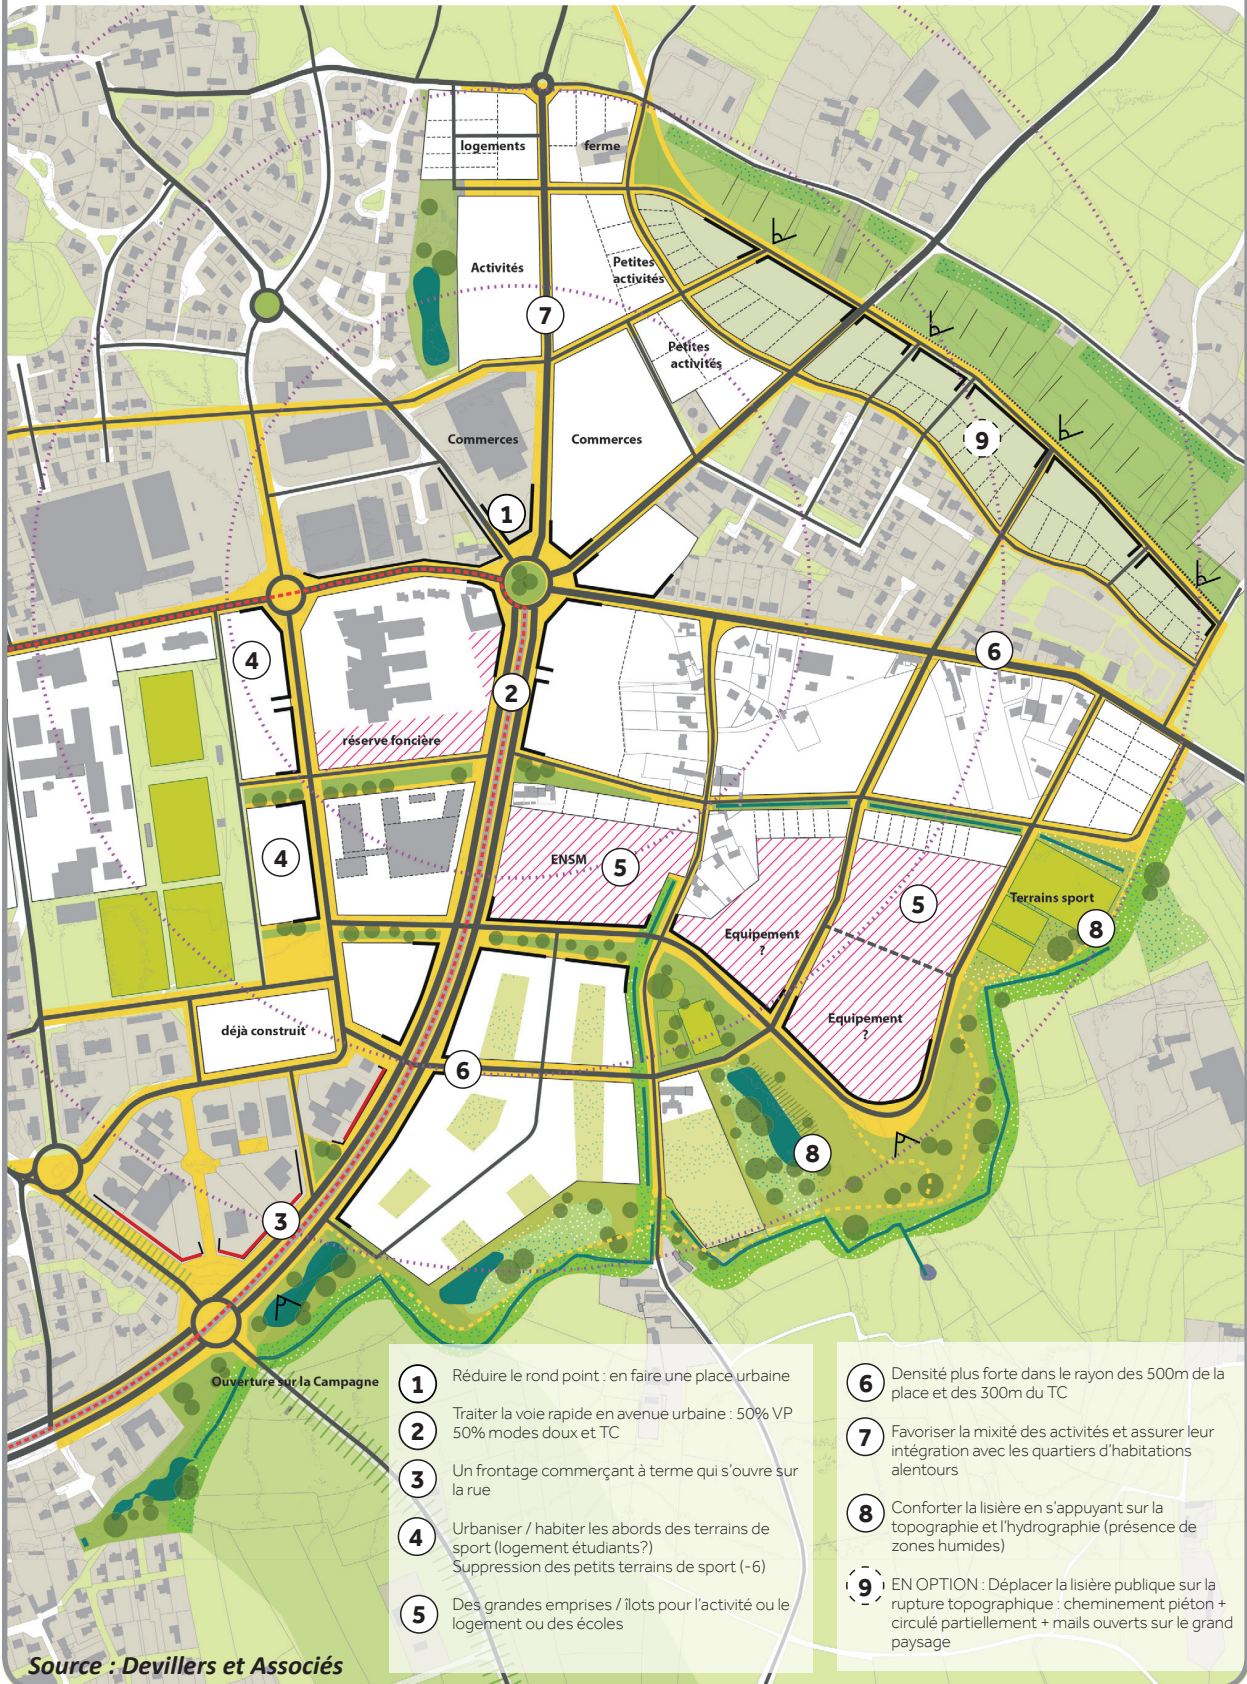 logements
ferme
Activités
Petites
activités
7
Petites
activités
Commerces
Commerces
9
1
4
2
6
réserve foncière
4
ENSM
5
5
Terrains sport
8
Equipement
?
Equipement
?
déjà construit
6
8
3
Ouverture sur la Campagne
1 Réduire le rond point : en faire une place urbaine
2 Traiter la voie rapide en avenue urbaine : 50% VP
50% modes doux et TC
3 Un frontage commerçant à terme qui s'ouvre sur
la rue
4 Urbaniser / habiter les abords des terrains de
sport (logement étudiants?)
Suppression des petits terrains de sport (-6)
5 Des grandes emprises / îlots pour l'activité ou le
logement ou des écoles
6 Densité plus forte dans le rayon des 500m de la
place et des 300m du TC
7 Favoriser la mixité des activités et assurer leur
intégration avec les quartiers d'habitations
alentours
8 Conforter la lisière en s'appuyant sur la
topographie et l'hydrographie (présence de
zones humides)
9 EN OPTION : Déplacer la lisière publique sur la
rupture topographique : cheminement piéton +
circulé partiellement + mails ouverts sur le grand
paysage
Source : Devillers et Associés